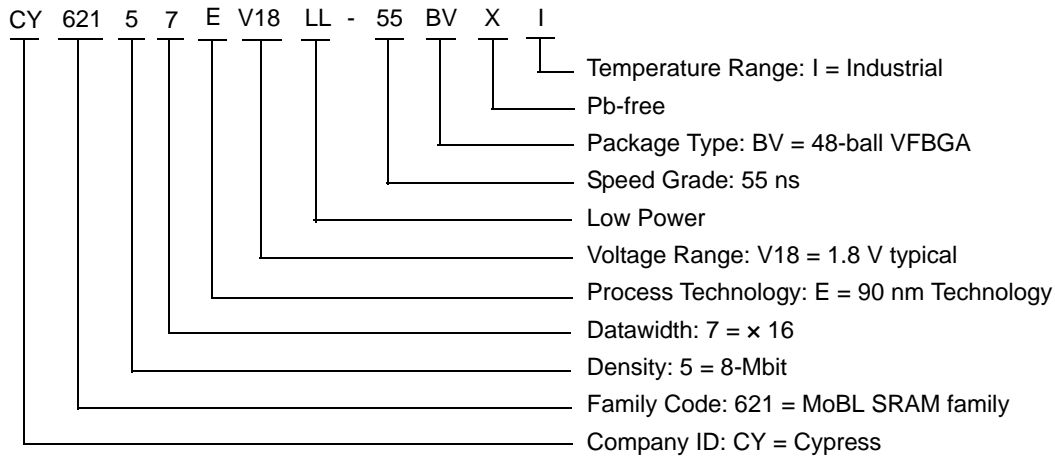 CY 621 5 7 E V18 LL - 55 BV X I
Temperature Range: I = Industrial
Pb-free
Package Type: BV = 48-ball VFBGA
Speed Grade: 55 ns
Low Power
Voltage Range: V18 = 1.8 V typical
Process Technology: E = 90 nm Technology
Datawidth: 7 = × 16
Density: 5 = 8-Mbit
Family Code: 621 = MoBL SRAM family
Company ID: CY = Cypress